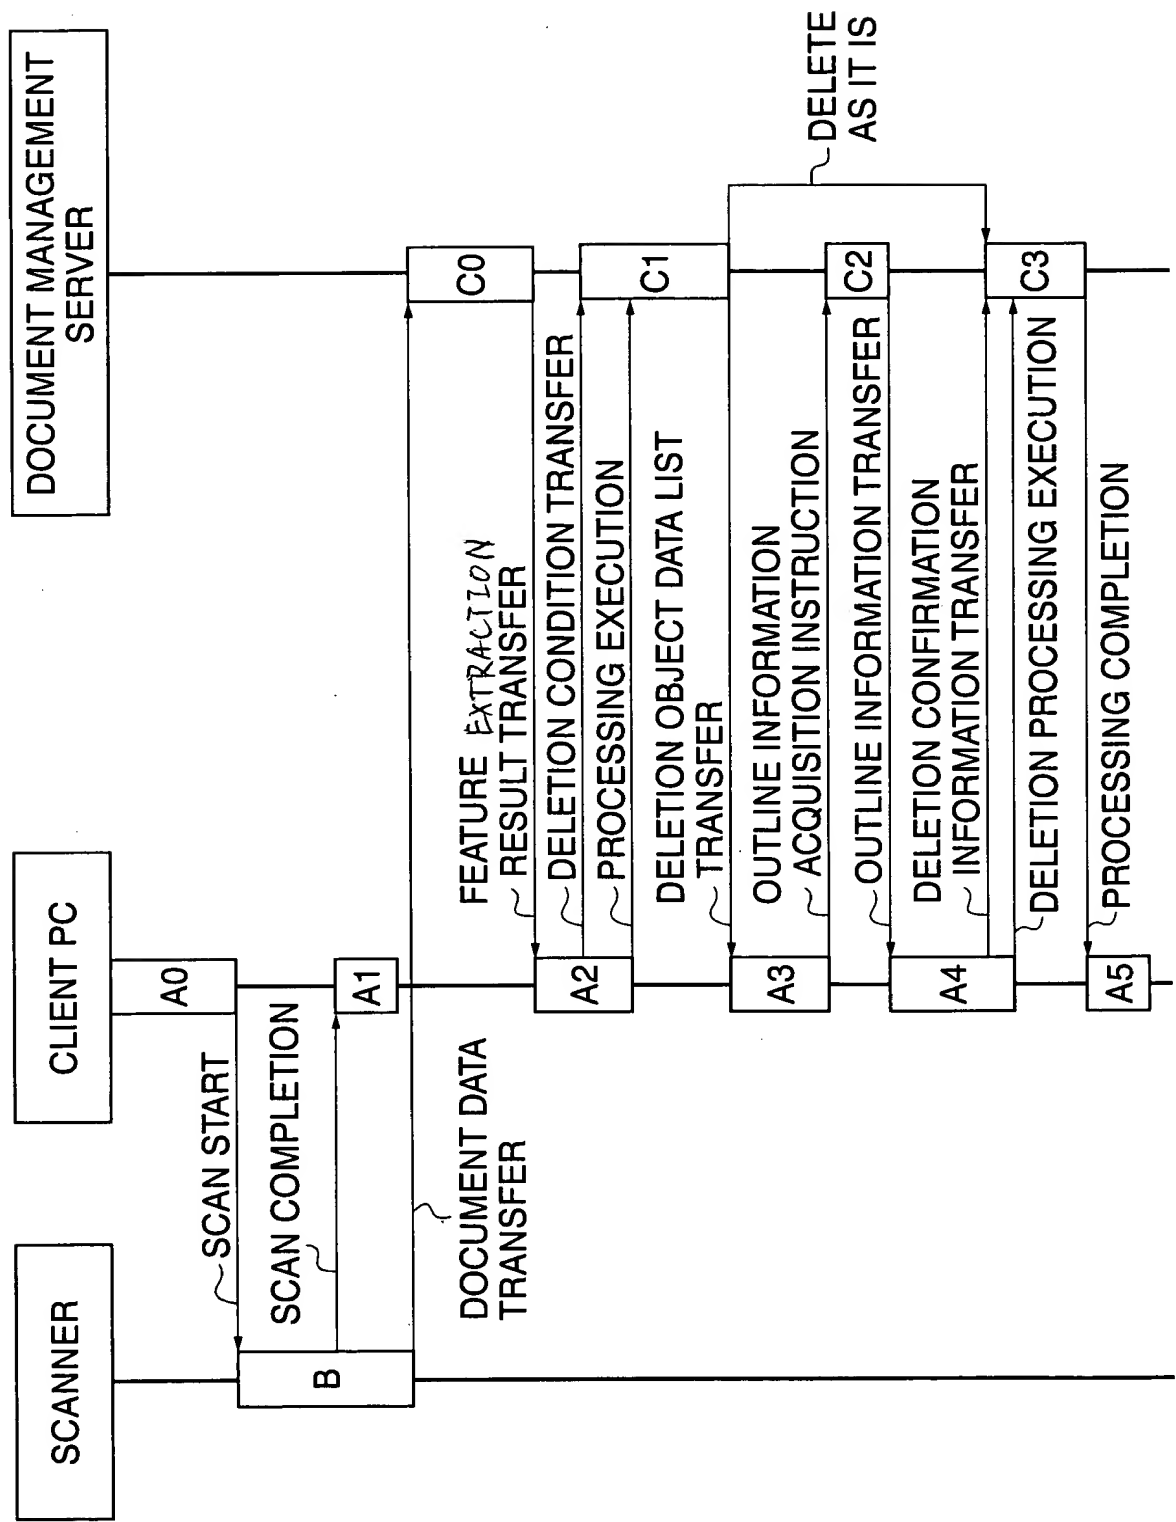 SCANNER
CLIENT PC
DOCUMENT MANAGEMENT
SERVER
A0
SCAN START
B
SCAN COMPLETION
A1
DOCUMENT DATA
TRANSFER
C0
FEATURE EXTRACTION
RESULT TRANSFER
A2
DELETION CONDITION TRANSFER
PROCESSING EXECUTION
C1
DELETION OBJECT DATA LIST
TRANSFER
DELETE
AS IT IS
A3
OUTLINE INFORMATION
ACQUISITION INSTRUCTION
C2
OUTLINE INFORMATION TRANSFER
A4
DELETION CONFIRMATION
INFORMATION TRANSFER
DELETION PROCESSING EXECUTION
C3
PROCESSING COMPLETION
A5